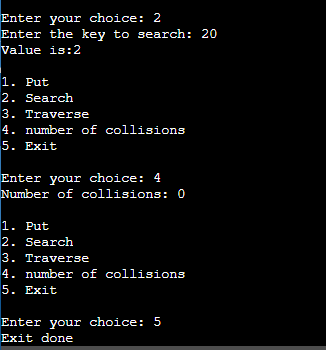 Enter your choice: 2
Enter the key to search: 20
Value is:2
1. Put
2. Search
3. Traverse
4. number of collisions
5. Exit
Enter your choice: 4
Number of collisions: 0
1. Put
2. Search
3. Traverse
4. number of collisions
5. Exit
Enter your choice: 5
Exit done